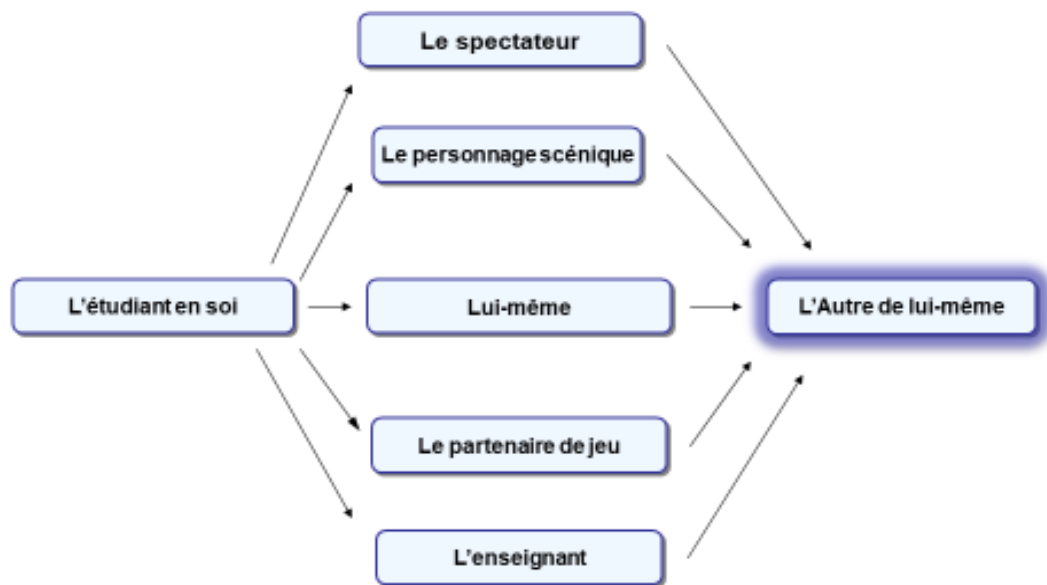 Le spectateur
Le personnage scénique
L'étudiant en soi
Lui-même
L'Autre de lui-même
Le partenaire de jeu
L'enseignant